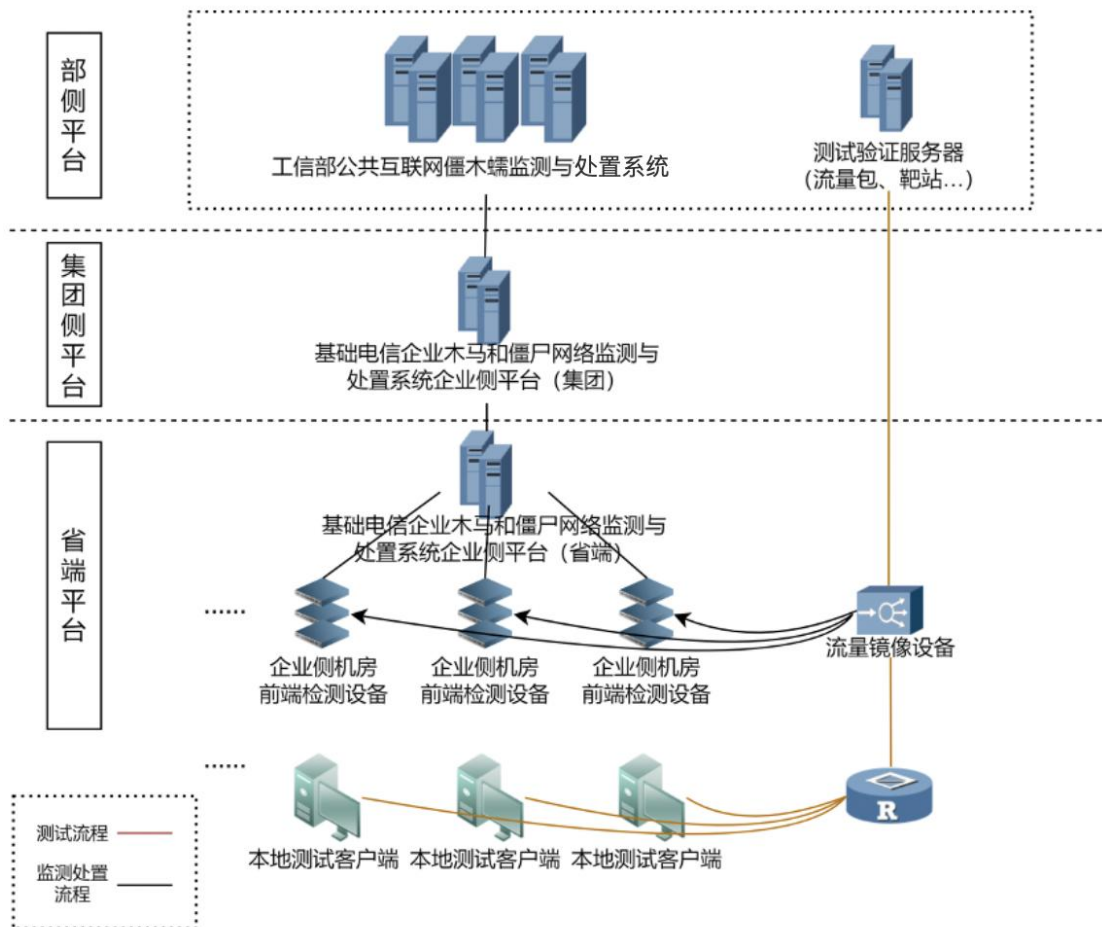 部侧平台
工信部公共互联网僵木蠕监测与处置系统
测试验证服务器
（流量包、靶站...）
集团侧平台
基础电信企业木马和僵尸网络监测与
处置系统企业侧平台（集团）
省端平台
基础电信企业木马和僵尸网络监测与
处置系统企业侧平台（省端）
......
流量镜像设备
企业侧机房
前端检测设备
企业侧机房
前端检测设备
企业侧机房
前端检测设备
......
R
本地测试客户端
本地测试客户端
本地测试客户端
测试流程
监测处置
流程